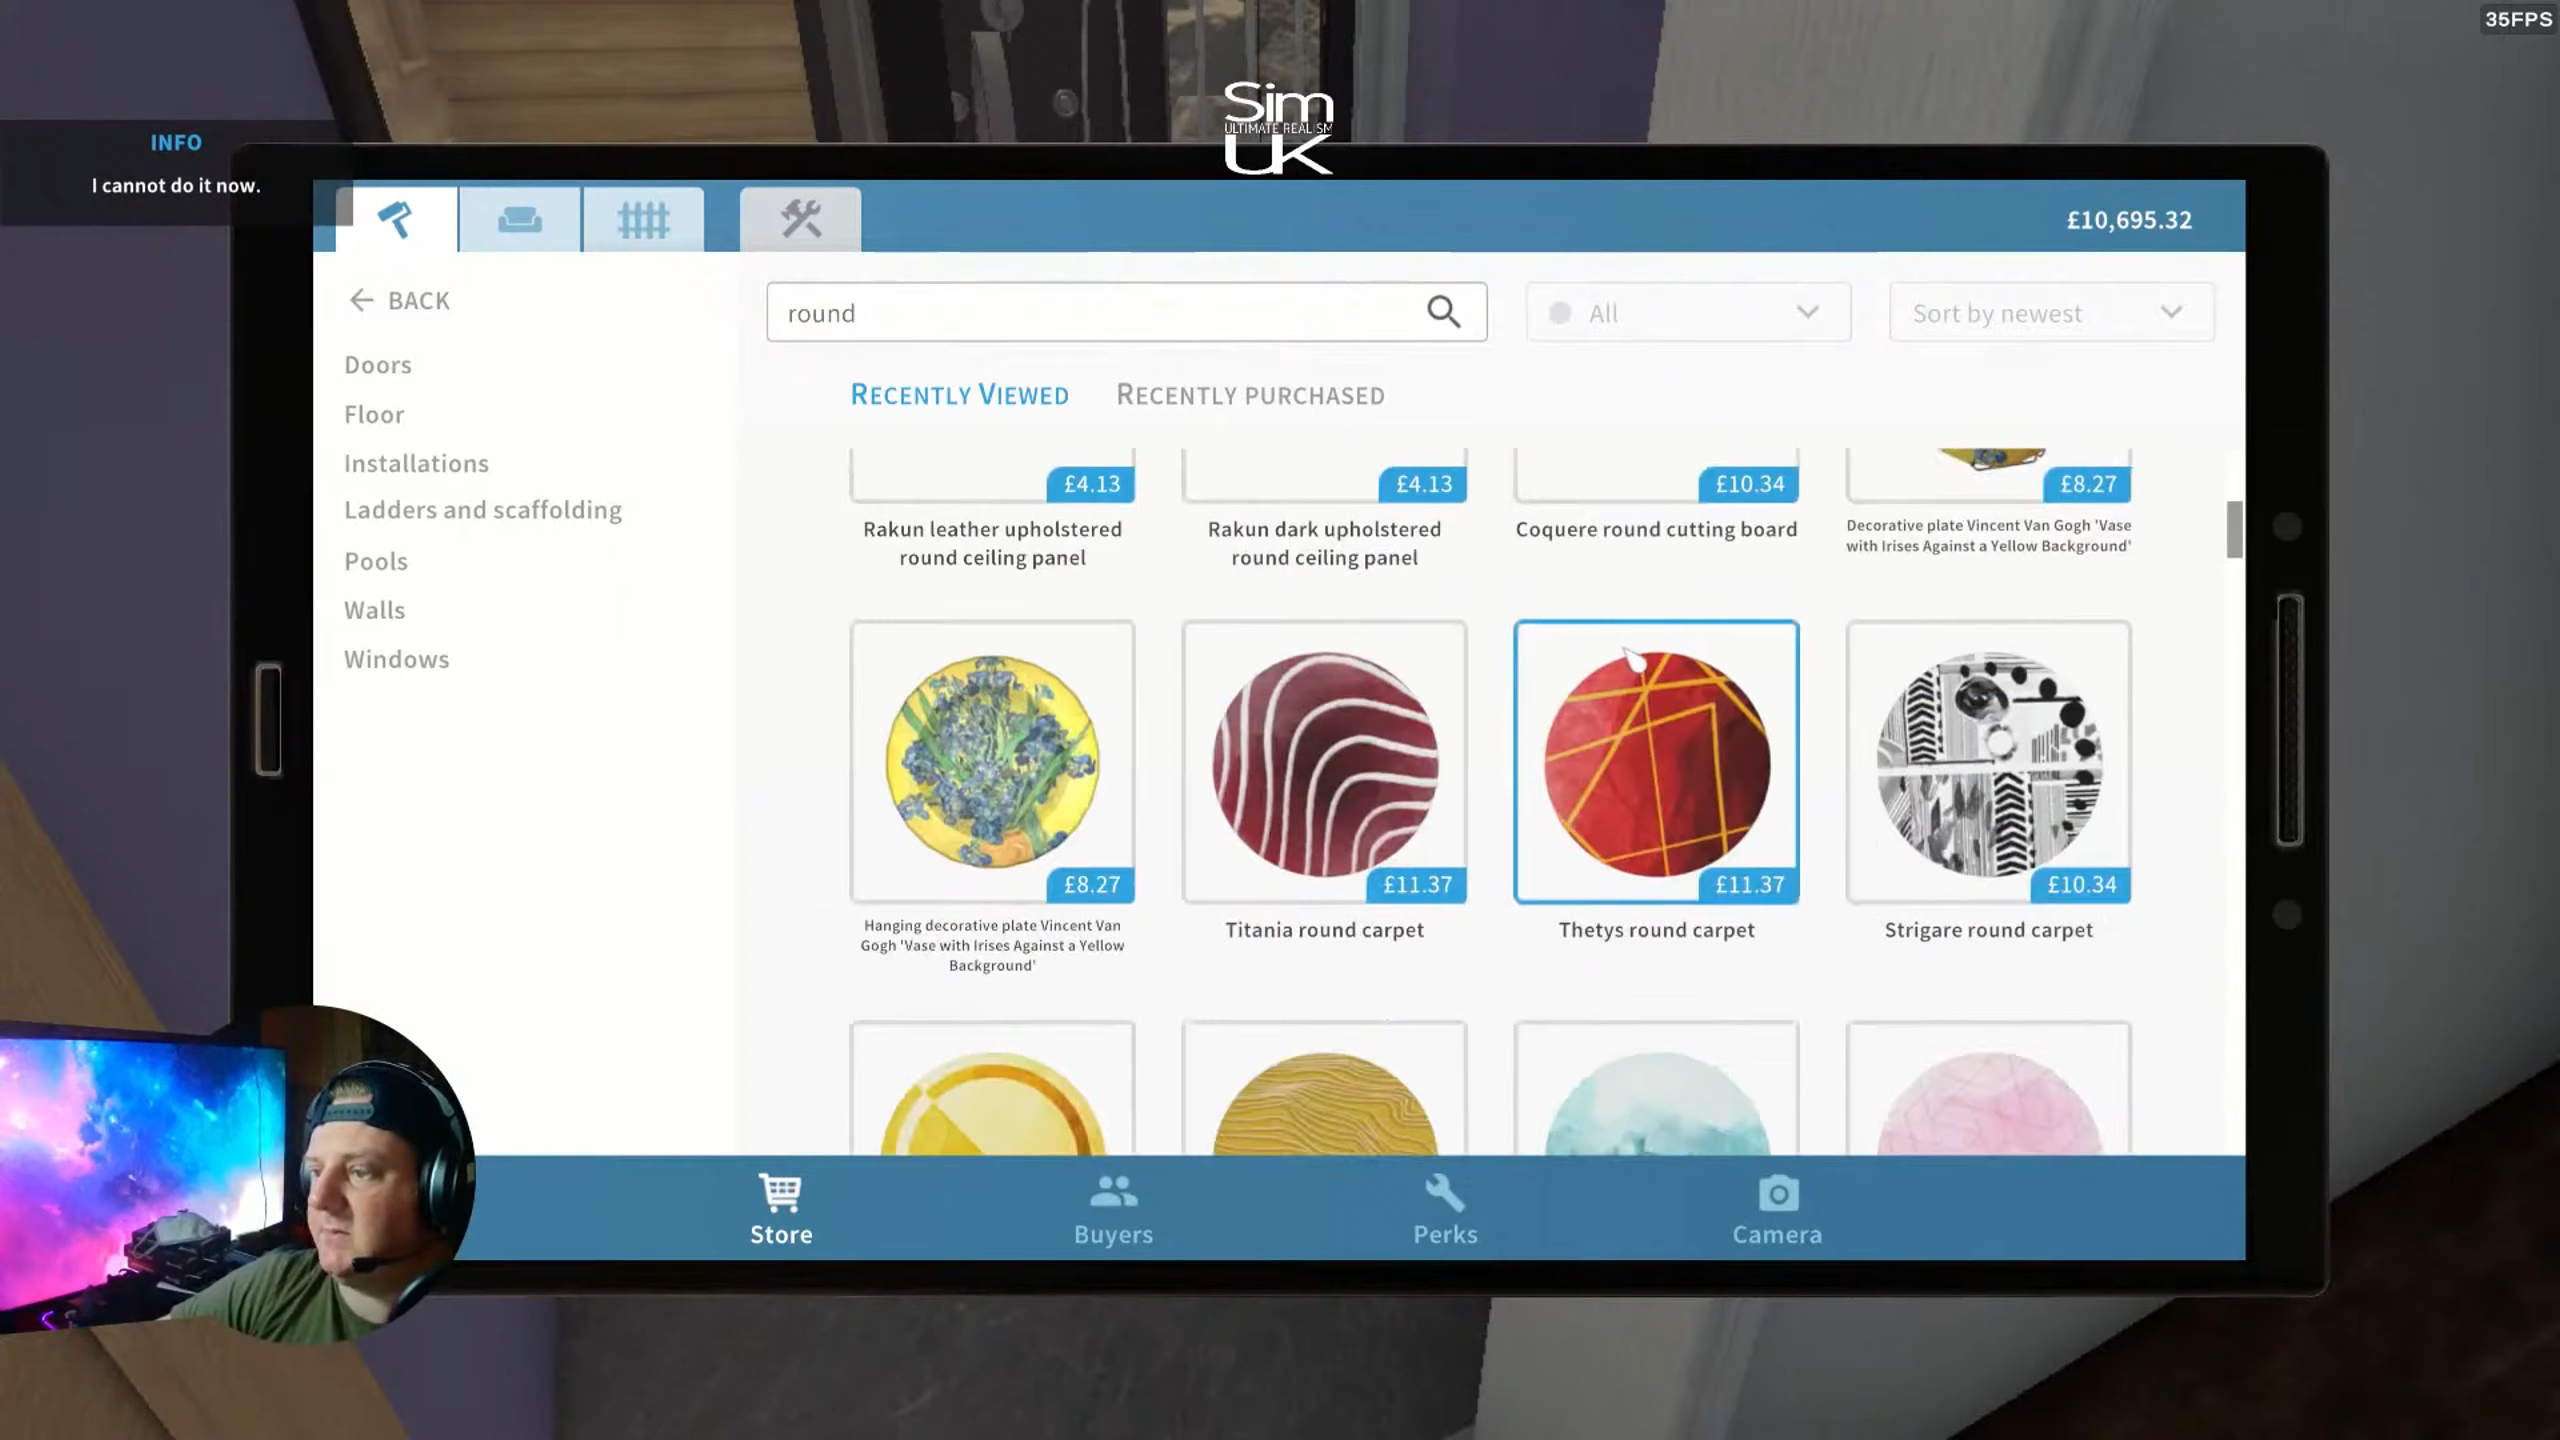 35FPS
Sim
ULTIMATE REALISM
UK
INFO
I cannot do it now.
£10,695.32
BACK
round
All
Sort by newest
Doors
Floor
Installations
Ladders and scaffolding
Pools
Walls
Windows
RECENTLY VIEWED
RECENTLY PURCHASED
£4.13
£4.13
£10.34
£8.27
Rakun leather upholstered
round ceiling panel
Rakun dark upholstered
round ceiling panel
Coquere round cutting board
Decorative plate Vincent Van Gogh 'Vase
with Irises Against a Yellow Background'
£8.27
£11.37
£11.37
£10.34
Hanging decorative plate Vincent Van
Gogh 'Vase with Irises Against a Yellow
Background'
Titania round carpet
Thetys round carpet
Strigare round carpet
Store
Buyers
Perks
Camera